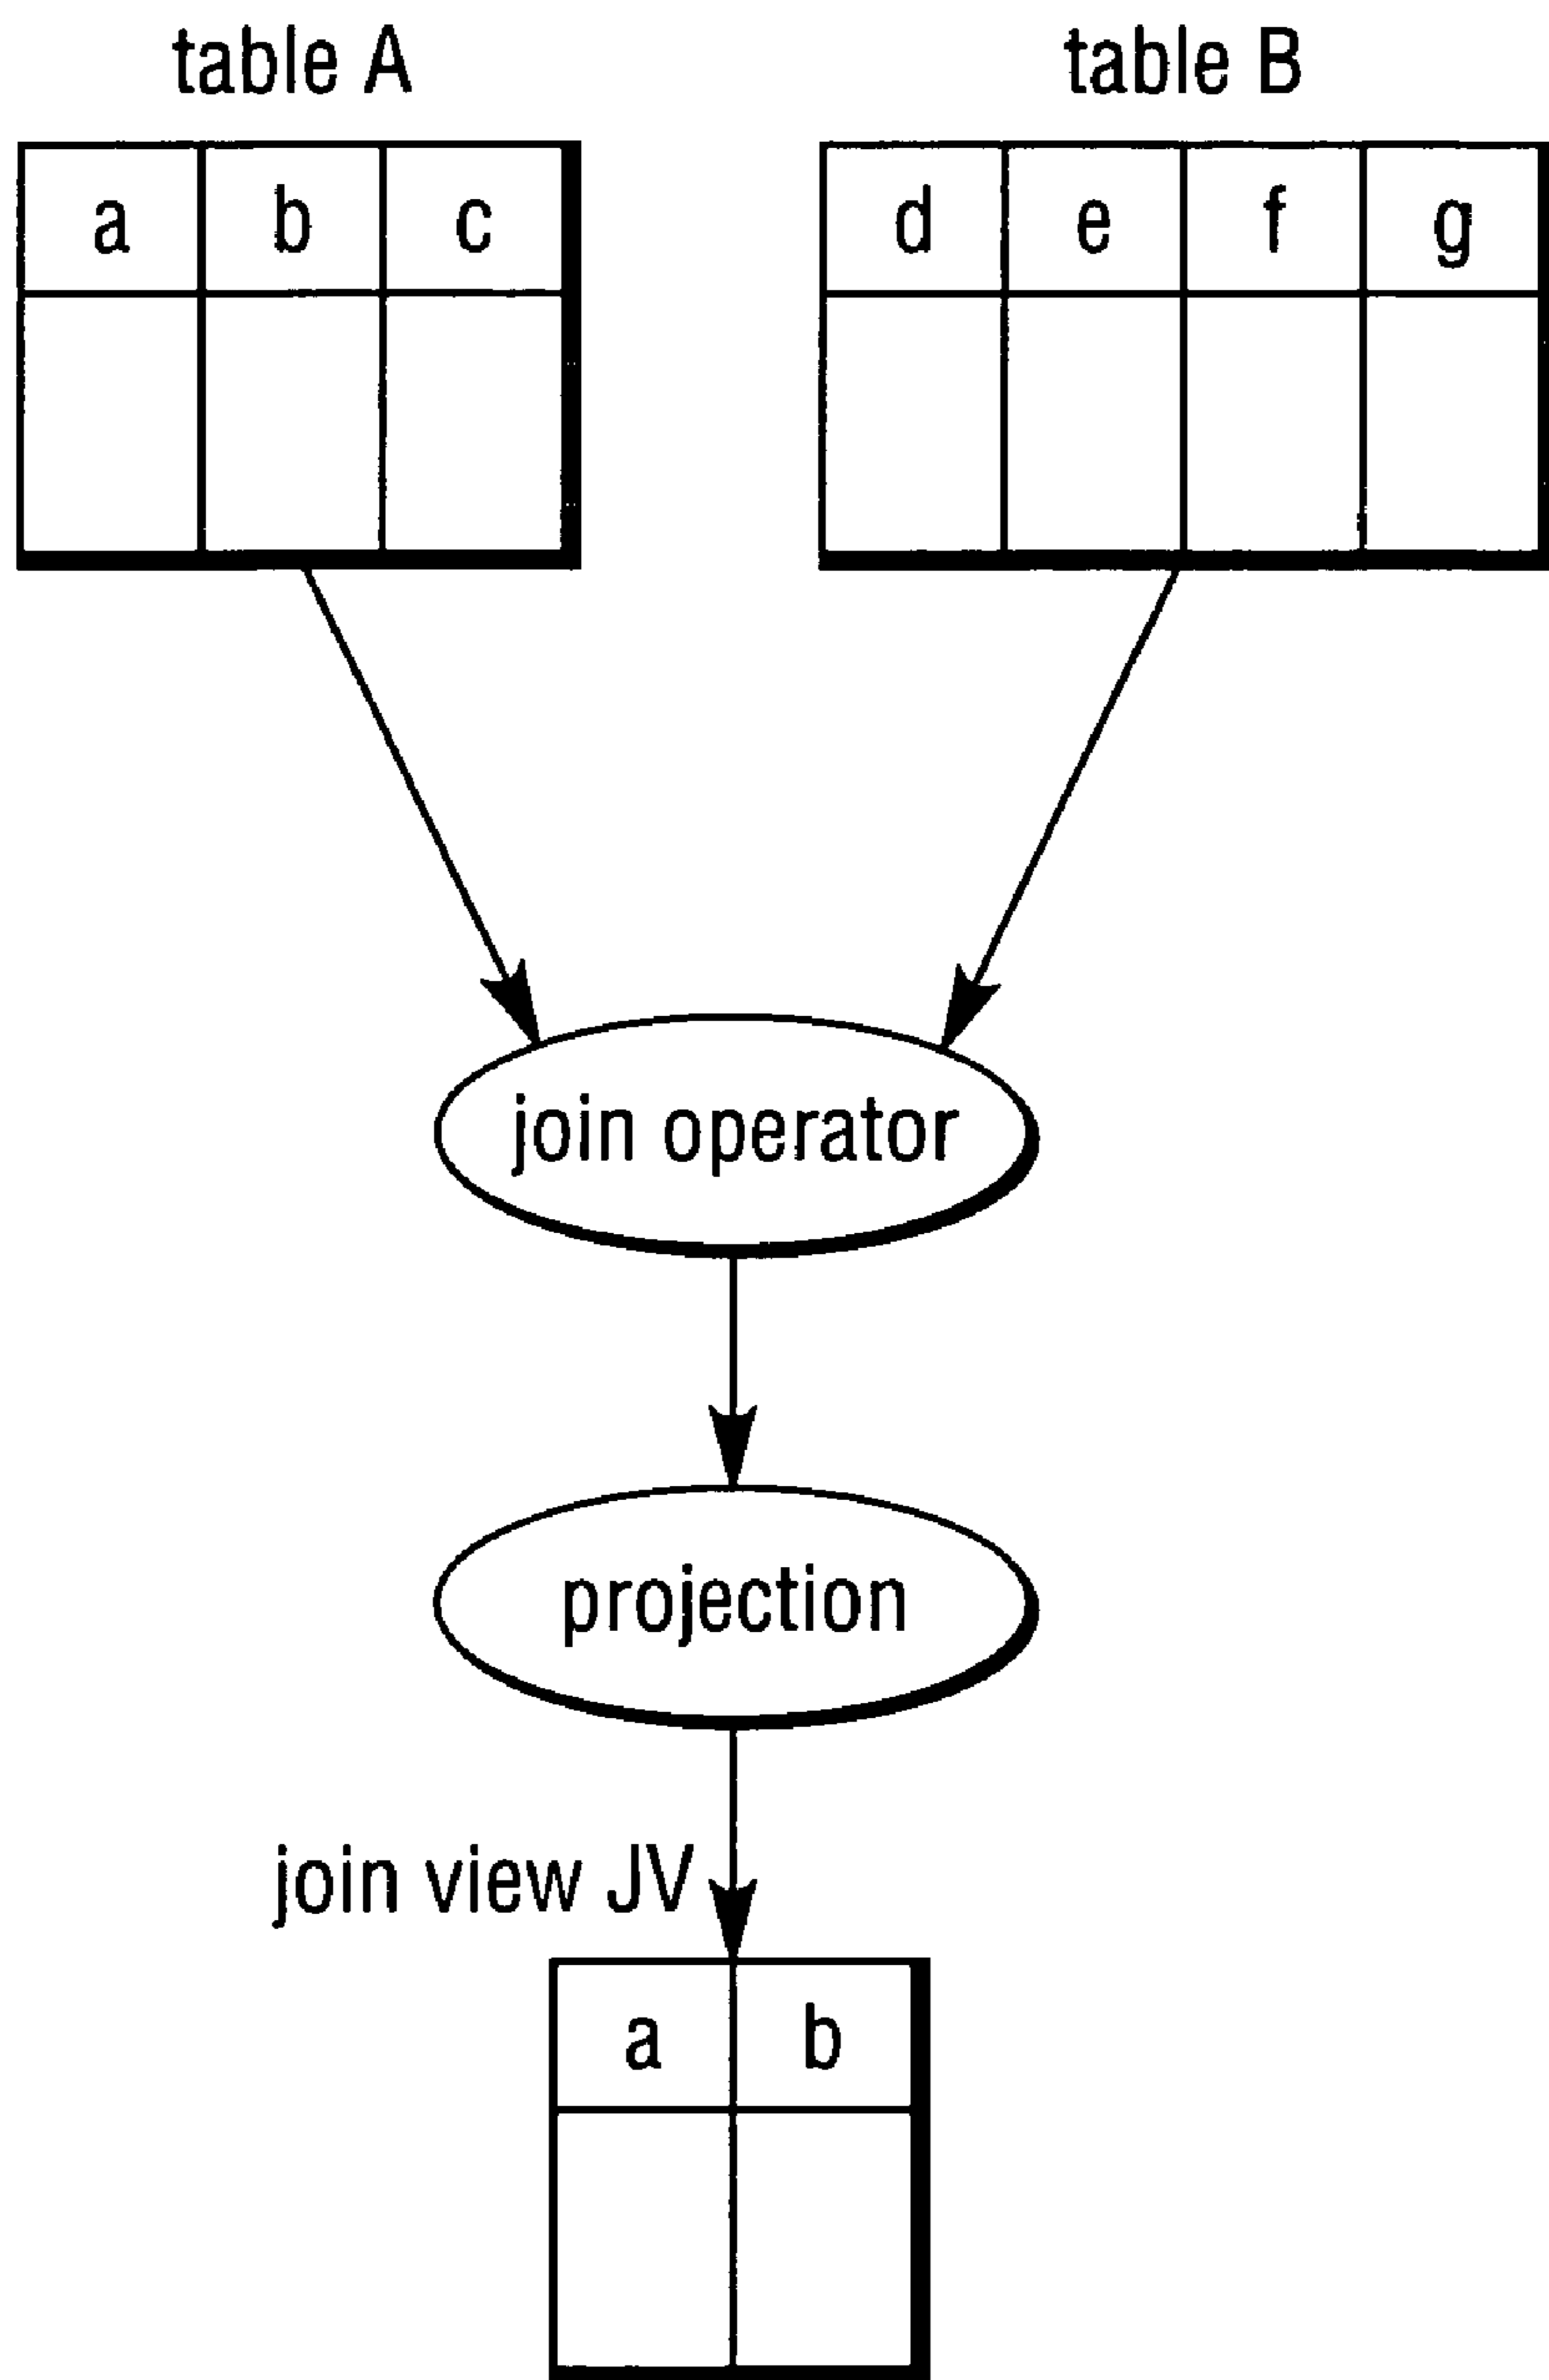 table A
table B
a b c
d e f g
join operator
projection
join view JV
a b